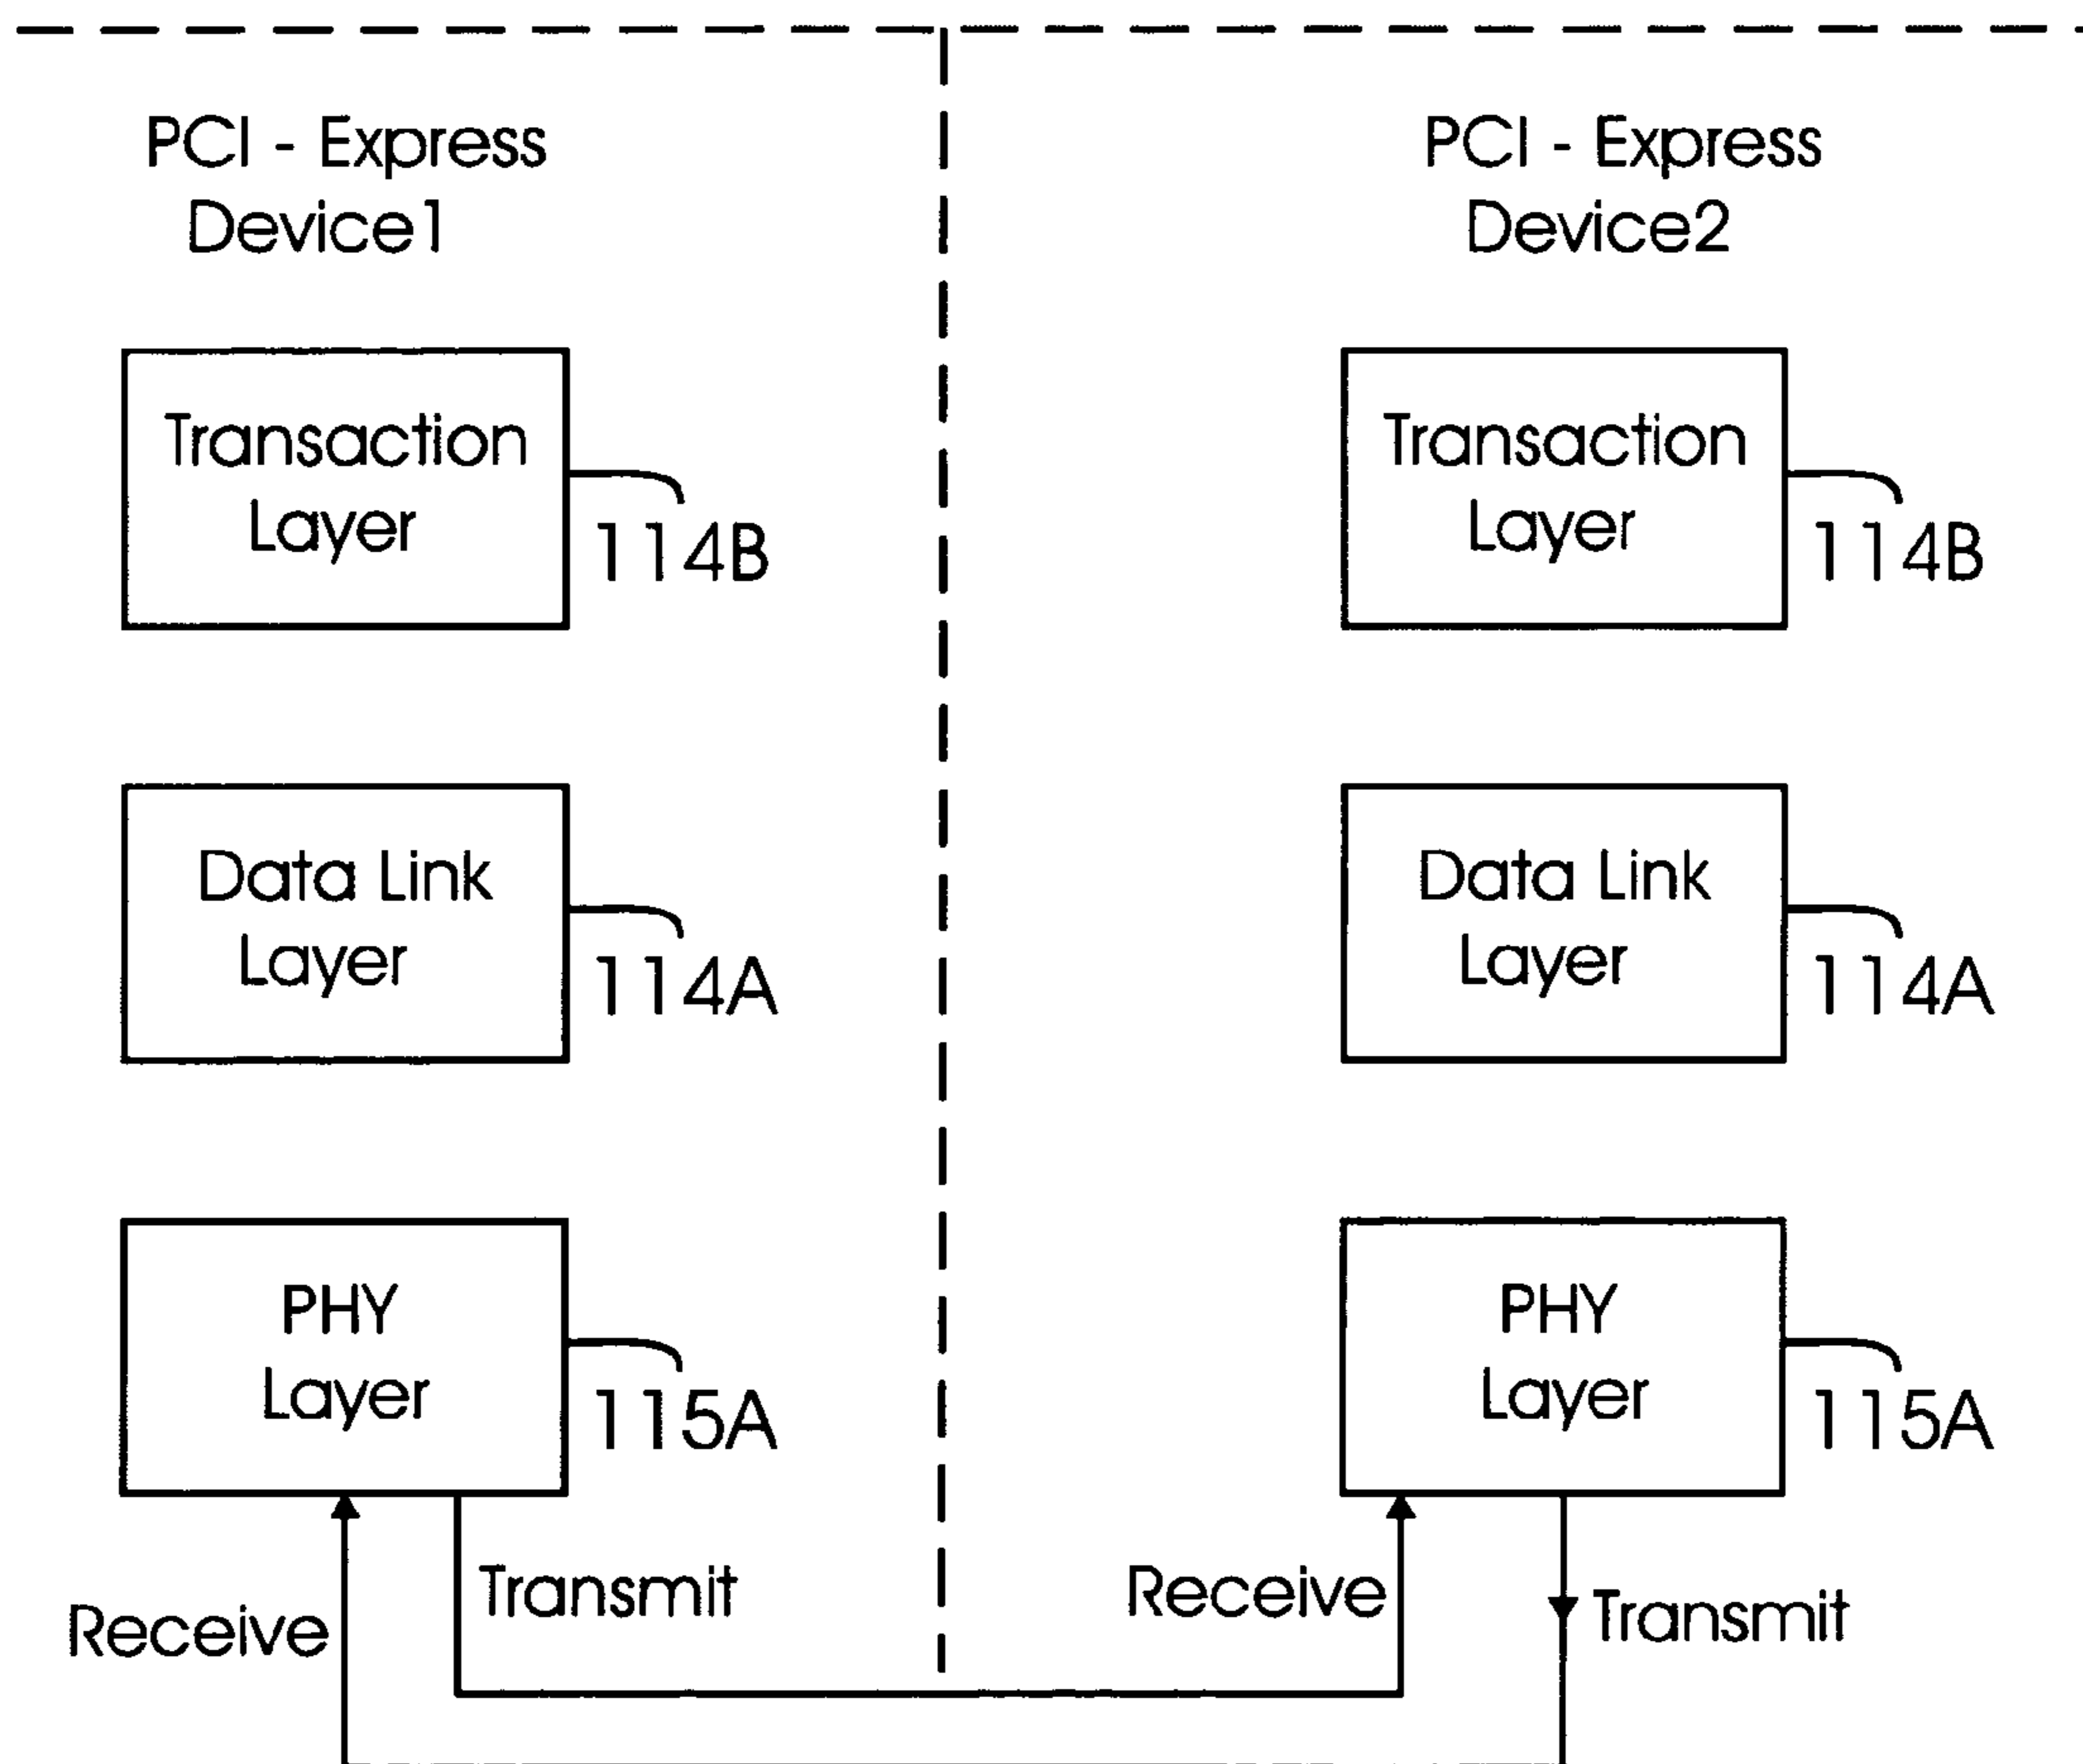 PCI - Express
Device1
PCI - Express
Device2
Transaction
Layer
114B
Transaction
Layer
114B
Data Link
Layer
114A
Data Link
Layer
114A
PHY
Layer
115A
PHY
Layer
115A
Receive
Transmit
Receive
Transmit